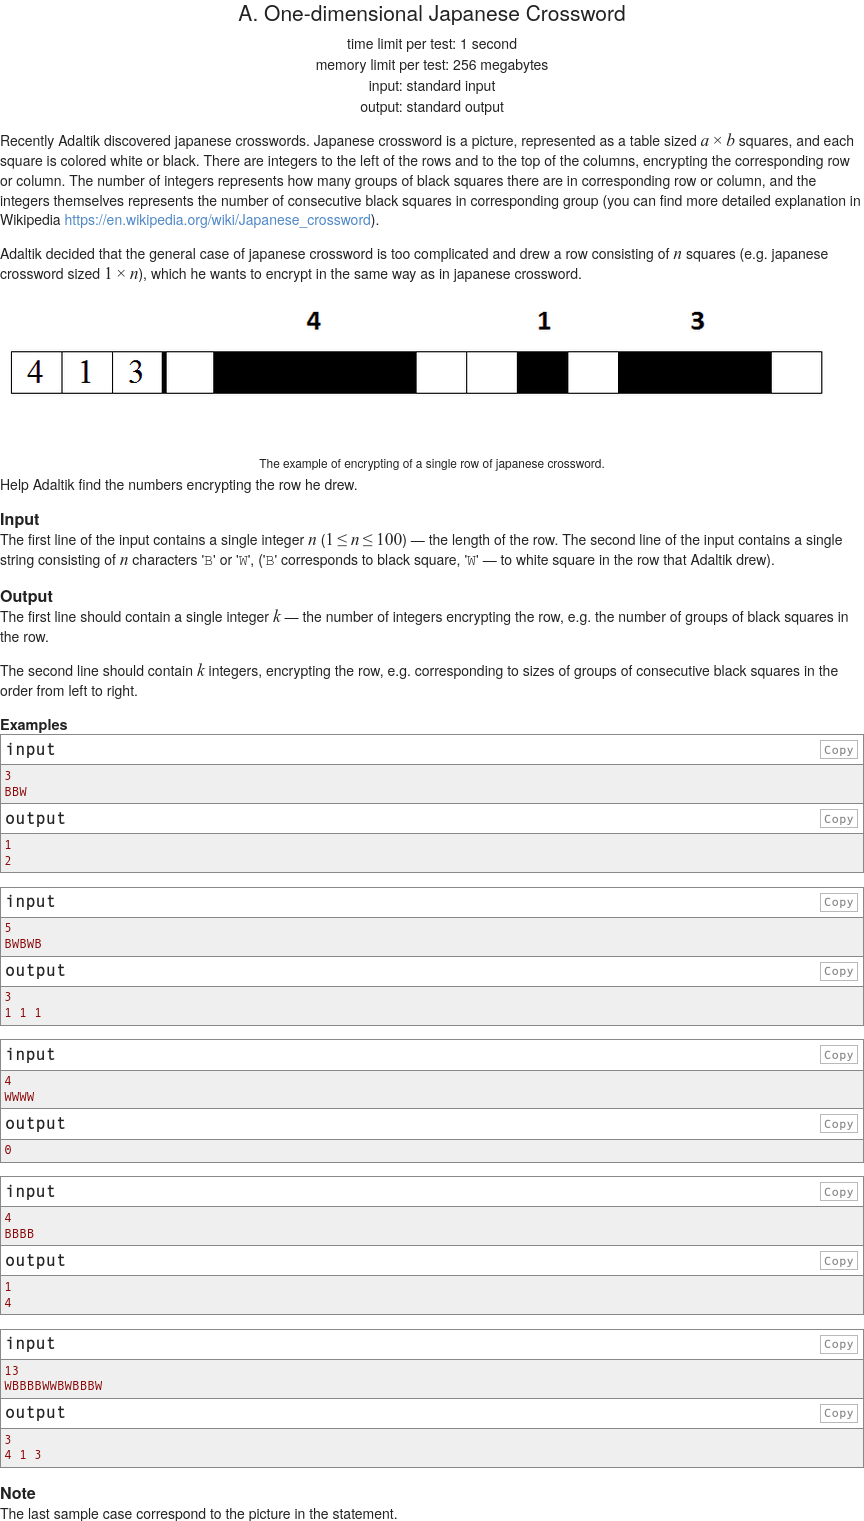 A. One-dimensional Japanese Crossword
time limit per test: 1 second
memory limit per test: 256 megabytes
input: standard input
output: standard output
Recently Adaltik discovered japanese crosswords. Japanese crossword is a picture, represented as a table sized a × b squares, and each
square is colored white or black. There are integers to the left of the rows and to the top of the columns, encrypting the corresponding row
or column. The number of integers represents how many groups of black squares there are in corresponding row or column, and the
integers themselves represents the number of consecutive black squares in corresponding group (you can find more detailed explanation in
Wikipedia https://en.wikipedia.org/wiki/Japanese_crossword).
Adaltik decided that the general case of japanese crossword is too complicated and drew a row consisting of n squares (e.g. japanese
crossword sized 1 × n), which he wants to encrypt in the same way as in japanese crossword.
4 1 3
4 1 3
The example of encrypting of a single row of japanese crossword.
Help Adaltik find the numbers encrypting the row he drew.
Input
The first line of the input contains a single integer n (1 ≤ n ≤ 100) — the length of the row. The second line of the input contains a single
string consisting of n characters 'B' or 'W', ('B' corresponds to black square, 'W' — to white square in the row that Adaltik drew).
Output
The first line should contain a single integer k — the number of integers encrypting the row, e.g. the number of groups of black squares in
the row.
The second line should contain k integers, encrypting the row, e.g. corresponding to sizes of groups of consecutive black squares in the
order from left to right.
Examples
input Copy
3
BBW
output Copy
1
2
input Copy
5
BWBWB
output Copy
3
1 1 1
input Copy
4
WWWW
output Copy
0
input Copy
4
BBBB
output Copy
1
4
input Copy
13
WBBBBWWBWBBBW
output Copy
3
4 1 3
Note
The last sample case correspond to the picture in the statement.